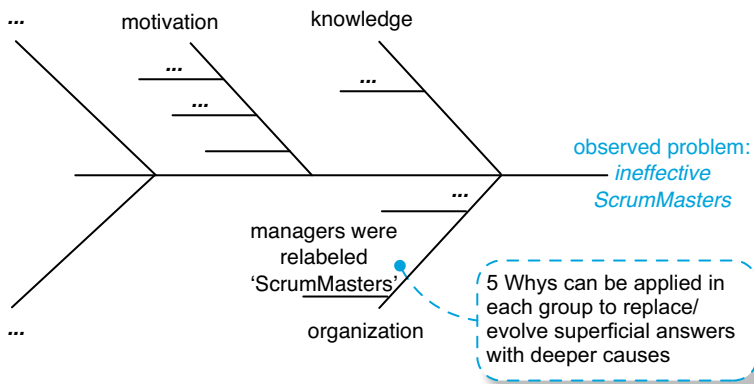 ...
motivation
knowledge
...
...
...
observed problem:
ineffective
ScrumMasters
...
managers were
relabeled
‘ScrumMasters’
5 Whys can be applied in
each group to replace/
evolve superficial answers
with deeper causes
...
organization